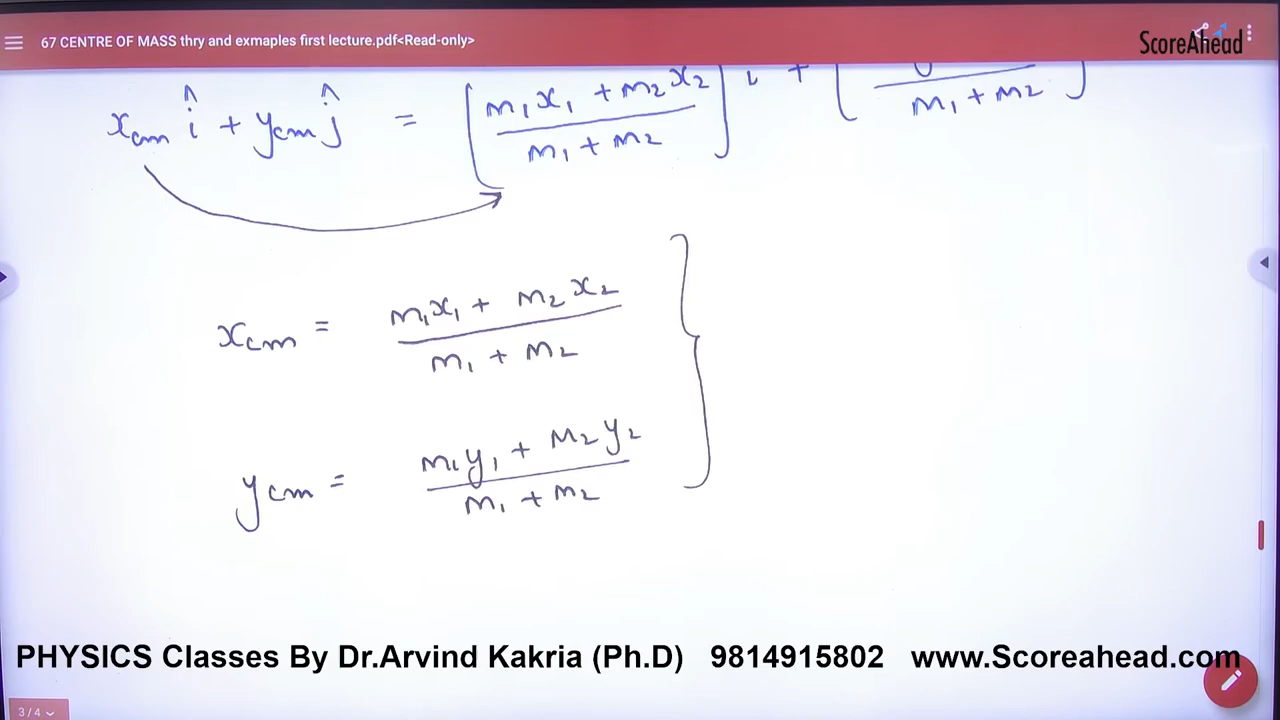 67 CENTRE OF MASS thry and exmaples first lecture.pdf<Read-only>
ScoreAhead
x_cm î + y_cm ĵ = [ (m₁x₁ + m₂x₂) / (m₁ + m₂) ] i + [ / (m₁ + m₂) ]
x_cm = (m₁x₁ + m₂x₂) / (m₁ + m₂)
y_cm = (m₁y₁ + m₂y₂) / (m₁ + m₂)
PHYSICS Classes By Dr.Arvind Kakria (Ph.D) 9814915802 www.Scoreahead.com
3/4